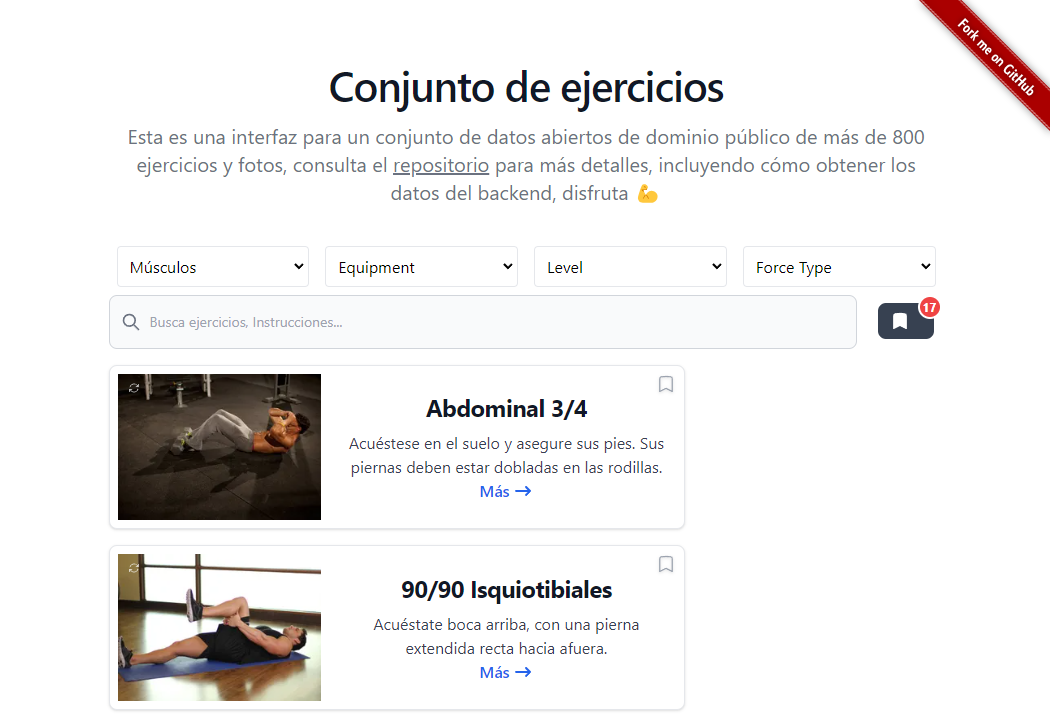 Fork me on GitHub
Conjunto de ejercicios
Esta es una interfaz para un conjunto de datos abiertos de dominio público de más de 800
ejercicios y fotos, consulta el repositorio para más detalles, incluyendo cómo obtener los
datos del backend, disfruta 💪
Músculos
Equipment
Level
Force Type
Busca ejercicios, Instrucciones...
17
Abdominal 3/4
Acuéstese en el suelo y asegure sus pies. Sus
piernas deben estar dobladas en las rodillas.
Más →
90/90 Isquiotibiales
Acuéstate boca arriba, con una pierna
extendida recta hacia afuera.
Más →